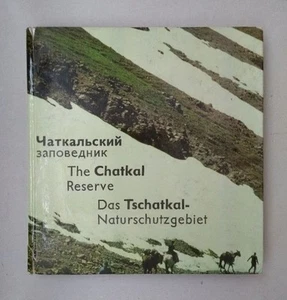 Чаткальский
заповедник
The Chatkal
Reserve
Das Tschatkal-
Naturschutzgebiet